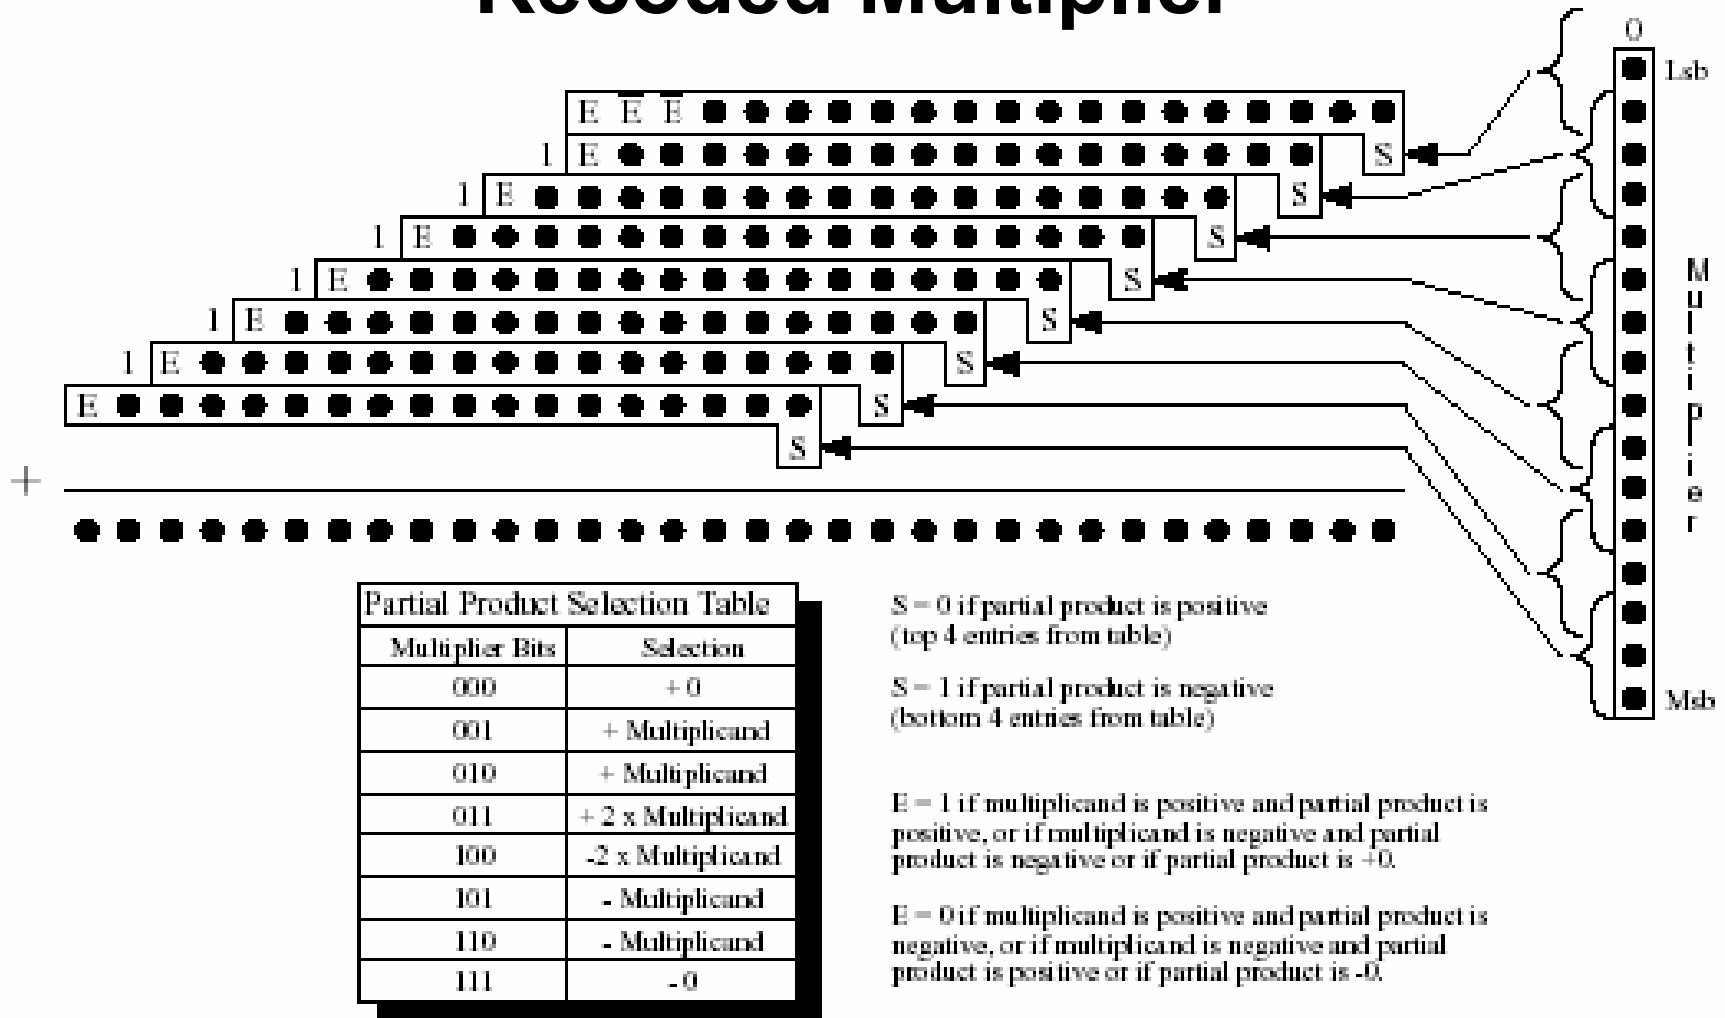 Recoded Multiplier
0
Lsb
E E̅ E̅
1 E S
1 E S
1 E S
1 E S
1 E S
1 E S
E S
S
+
Multiplier
Msb
Partial Product Selection Table
Multiplier Bits Selection
000 + 0
001 + Multiplicand
010 + Multiplicand
011 + 2 x Multiplicand
100 -2 x Multiplicand
101 - Multiplicand
110 - Multiplicand
111 - 0
S = 0 if partial product is positive
(top 4 entries from table)
S = 1 if partial product is negative
(bottom 4 entries from table)
E = 1 if multiplicand is positive and partial product is
positive, or if multiplicand is negative and partial
product is negative or if partial product is +0.
E = 0 if multiplicand is positive and partial product is
negative, or if multiplicand is negative and partial
product is positive or if partial product is -0.